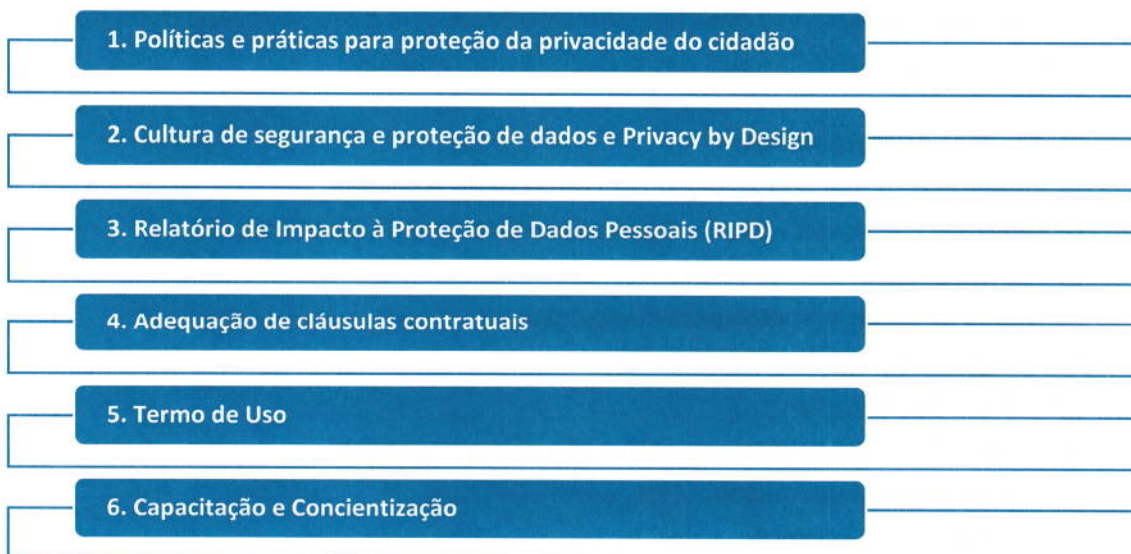 1. Políticas e práticas para proteção da privacidade do cidadão
2. Cultura de segurança e proteção de dados e Privacy by Design
3. Relatório de Impacto à Proteção de Dados Pessoais (RIPD)
4. Adequação de cláusulas contratuais
5. Termo de Uso
6. Capacitação e Concientização